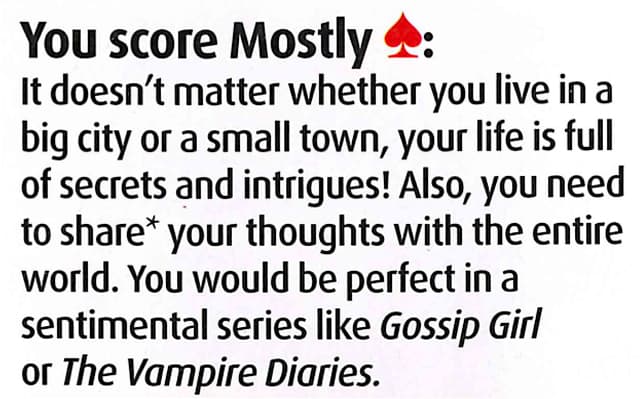 You score Mostly ♠:
It doesn't matter whether you live in a
big city or a small town, your life is full
of secrets and intrigues! Also, you need
to share* your thoughts with the entire
world. You would be perfect in a
sentimental series like Gossip Girl
or The Vampire Diaries.